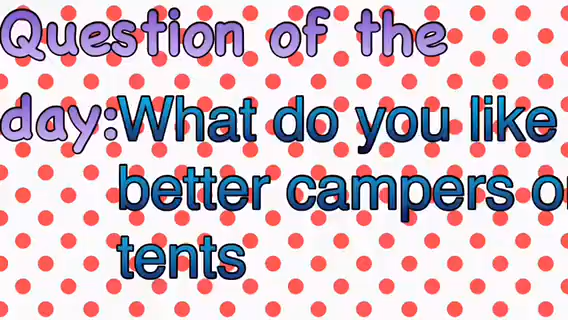 Question of the
day:What do you like
better campers o
tents